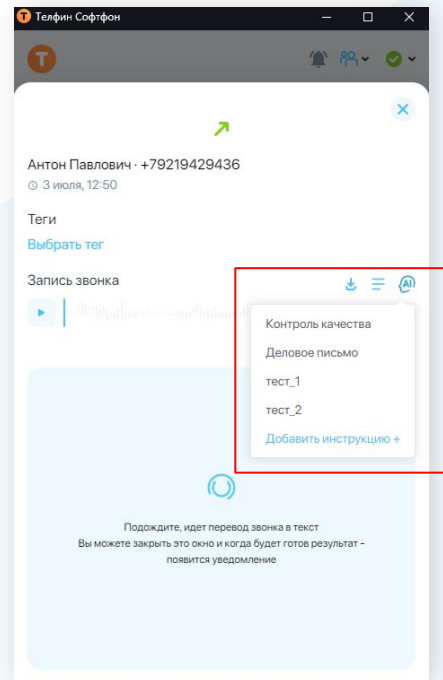 Телфин Софтфон
Антон Павлович · +79219429436
3 июля, 12:50
Теги
Выбрать тег
Запись звонка
AI
Контроль качества
Деловое письмо
тест_1
тест_2
Добавить инструкцию +
Подождите, идет перевод звонка в текст
Вы можете закрыть это окно и когда будет готов результат -
появится уведомление